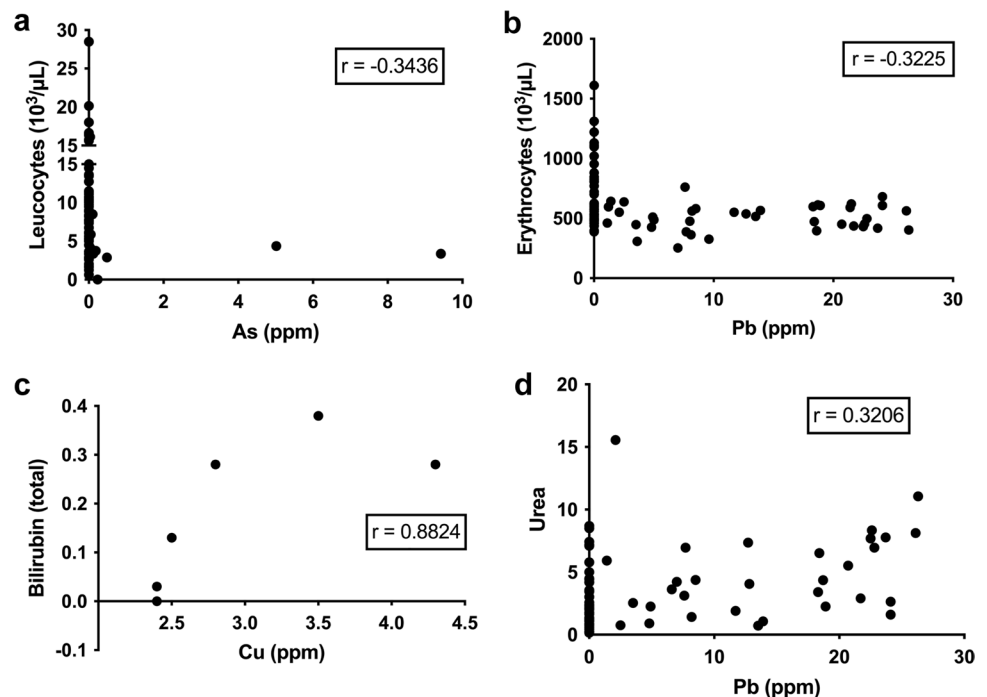 a
30
25
20
15
15
10
5
0
Leucocytes (10³/µL)
r = -0.3436
0 2 4 6 8 10
As (ppm)
b
2000
1500
1000
500
0
Erythrocytes (10³/µL)
r = -0.3225
0 10 20 30
Pb (ppm)
c
0.4
0.3
0.2
0.1
0.0
-0.1
Bilirubin (total)
r = 0.8824
2.5 3.0 3.5 4.0 4.5
Cu (ppm)
d
20
15
10
5
0
Urea
r = 0.3206
0 10 20 30
Pb (ppm)